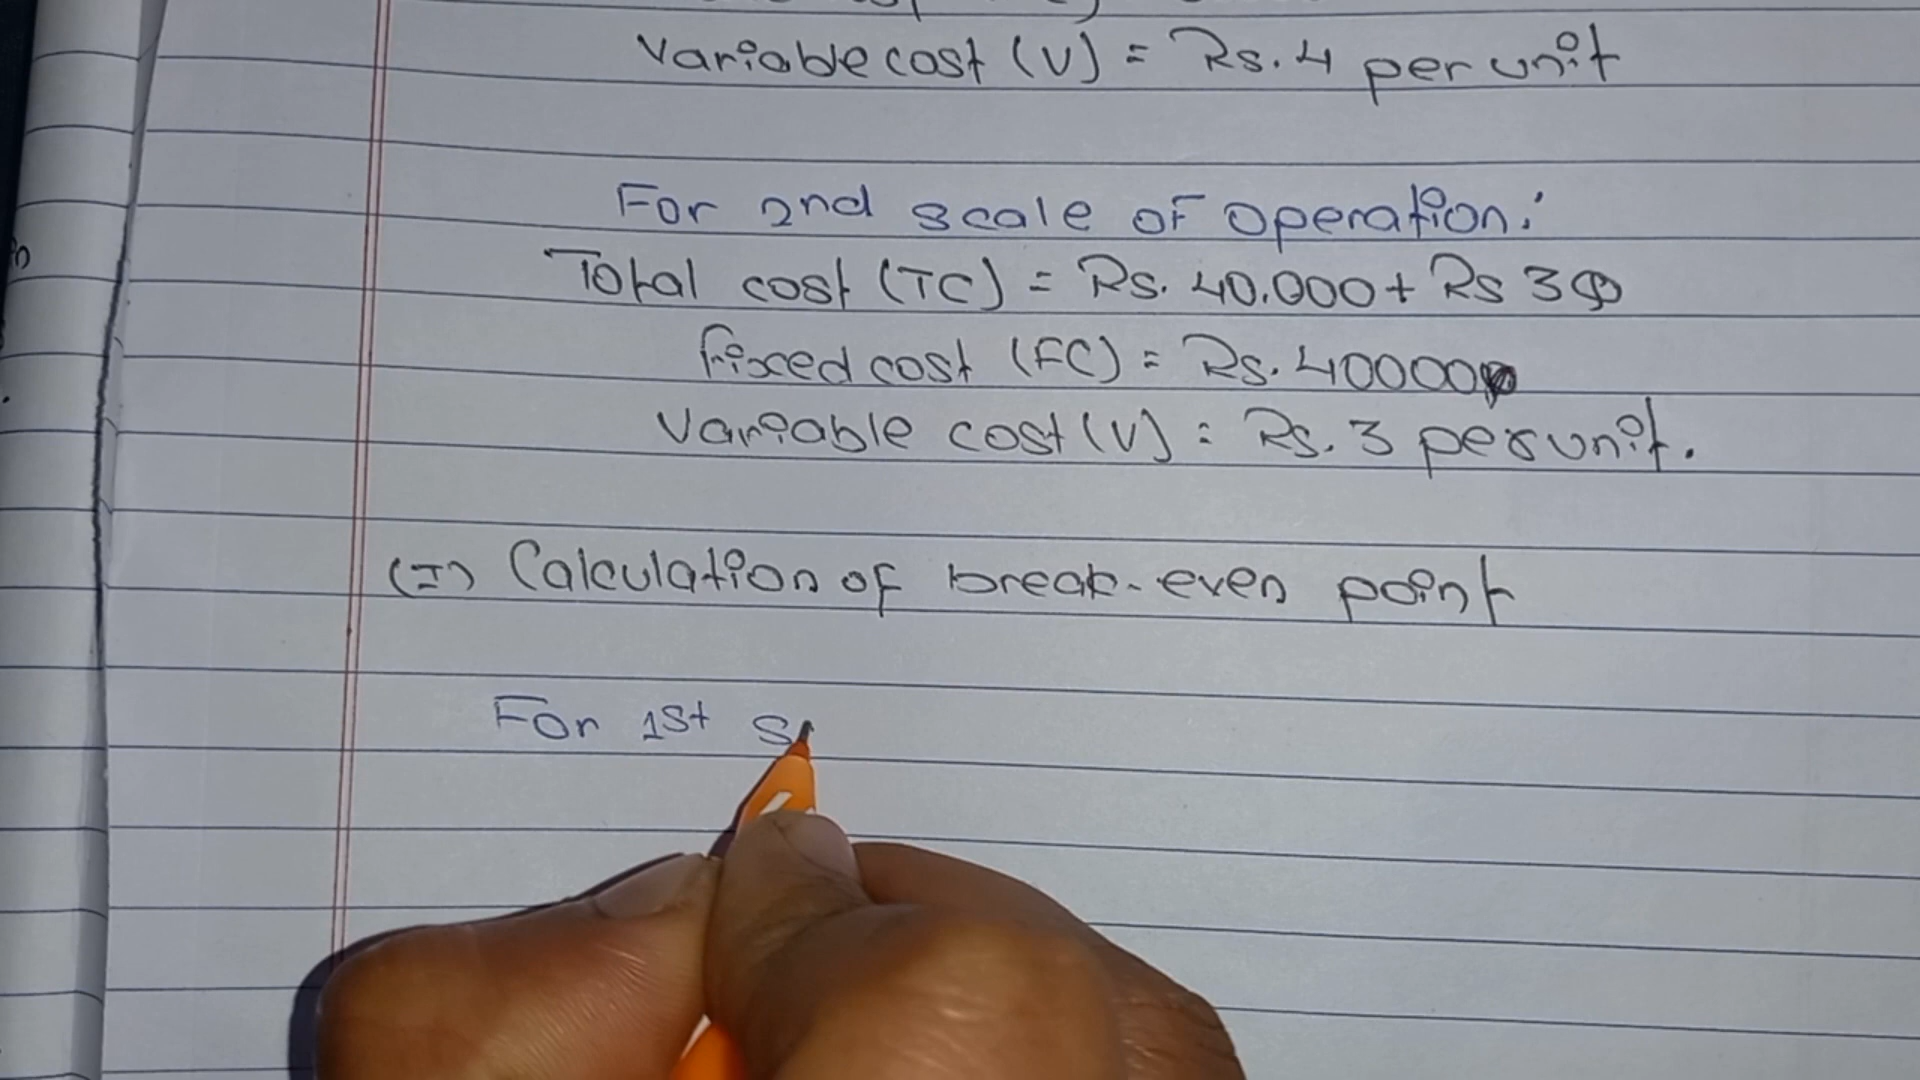 Variable cost (V) = Rs. 4 per unit
For 2nd scale of operation:
Total cost (TC) = Rs. 40.000 + Rs 3Q
Fixed cost (FC) = Rs. 40000
Variable cost (V) = Rs. 3 per unit.
(I) Calculation of break-even point
For 1st